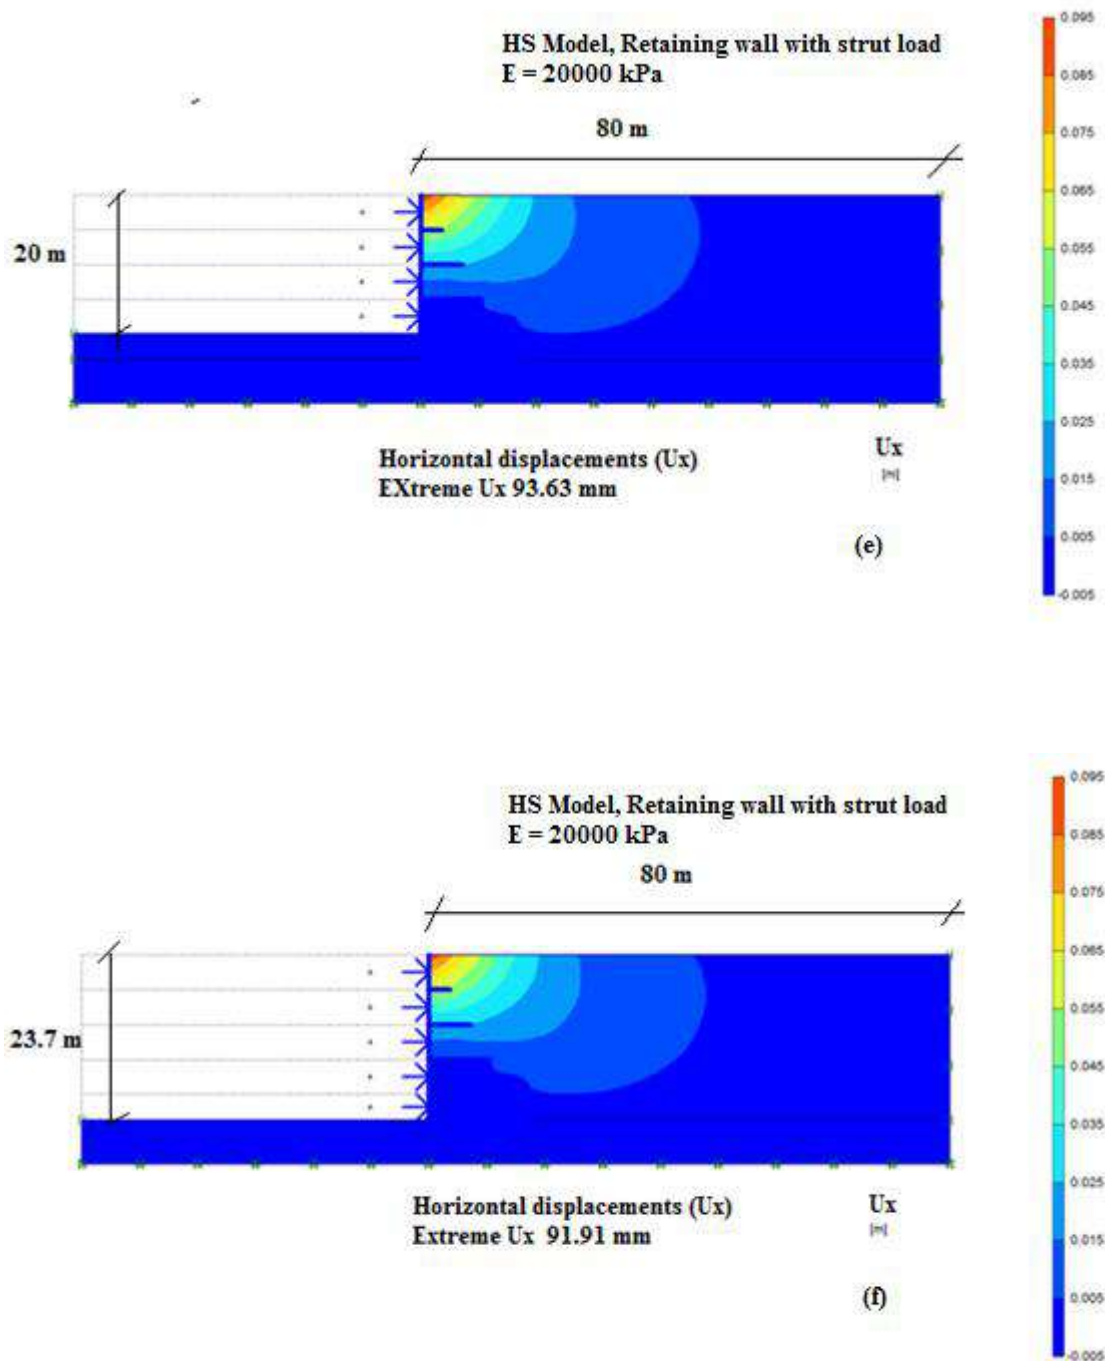 HS Model, Retaining wall with strut load
E = 20000 kPa
80 m
20 m
Horizontal displacements (Ux)
EXtreme Ux 93.63 mm
Ux
[m]
(e)
0.095
0.085
0.075
0.065
0.055
0.045
0.035
0.025
0.015
0.005
-0.005
HS Model, Retaining wall with strut load
E = 20000 kPa
80 m
23.7 m
Horizontal displacements (Ux)
Extreme Ux 91.91 mm
Ux
[m]
(f)
0.095
0.085
0.075
0.065
0.055
0.045
0.035
0.025
0.015
0.005
-0.005